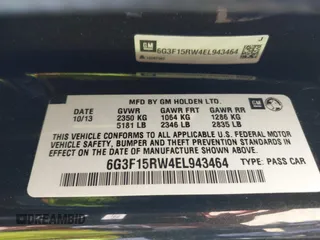 GM
6G3F15RW4EL943464
MFD BY GM HOLDEN LTD.
DATE GVWR GAWR FRT GAWR RR
10/13 2350 KG 1064 KG 1286 KG
5181 LB 2346 LB 2835 LB
THIS VEHICLE CONFORMS TO ALL APPLICABLE U.S. FEDERAL MOTOR
VEHICLE SAFETY, BUMPER, AND THEFT PREVENTION STANDARDS IN
EFFECT ON THE DATE OF MANUFACTURE SHOWN ABOVE.
6G3F15RW4EL943464 TYPE: PASS CAR
DREAMBID